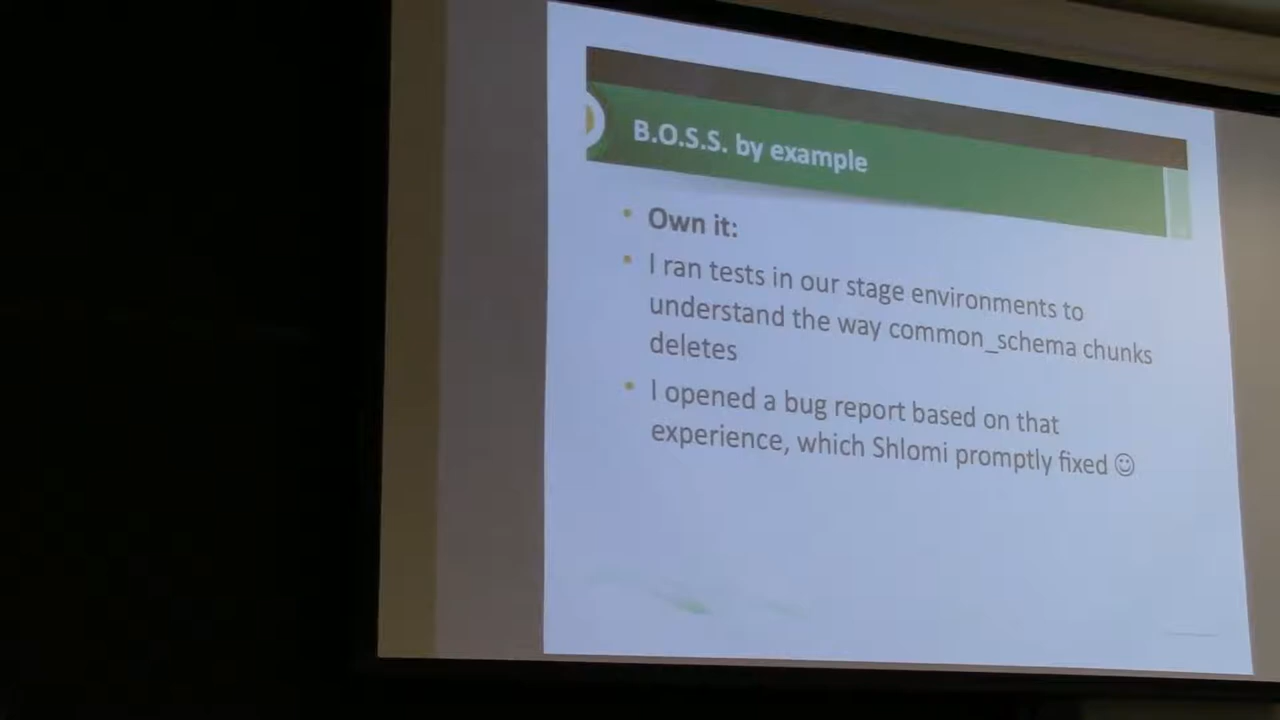 B.O.S.S. by example
• Own it:
• I ran tests in our stage environments to
understand the way common_schema chunks
deletes
• I opened a bug report based on that
experience, which Shlomi promptly fixed ☺